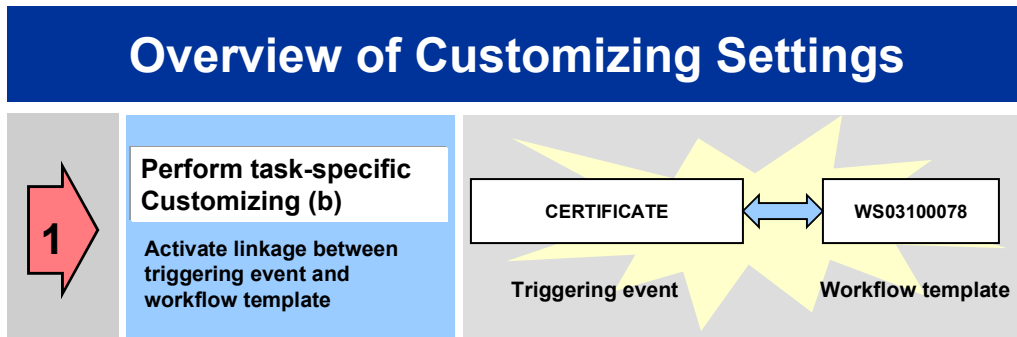 Overview of Customizing Settings
1
Perform task-specific
Customizing (b)
Activate linkage between
triggering event and
workflow template
CERTIFICATE
WS03100078
Triggering event
Workflow template